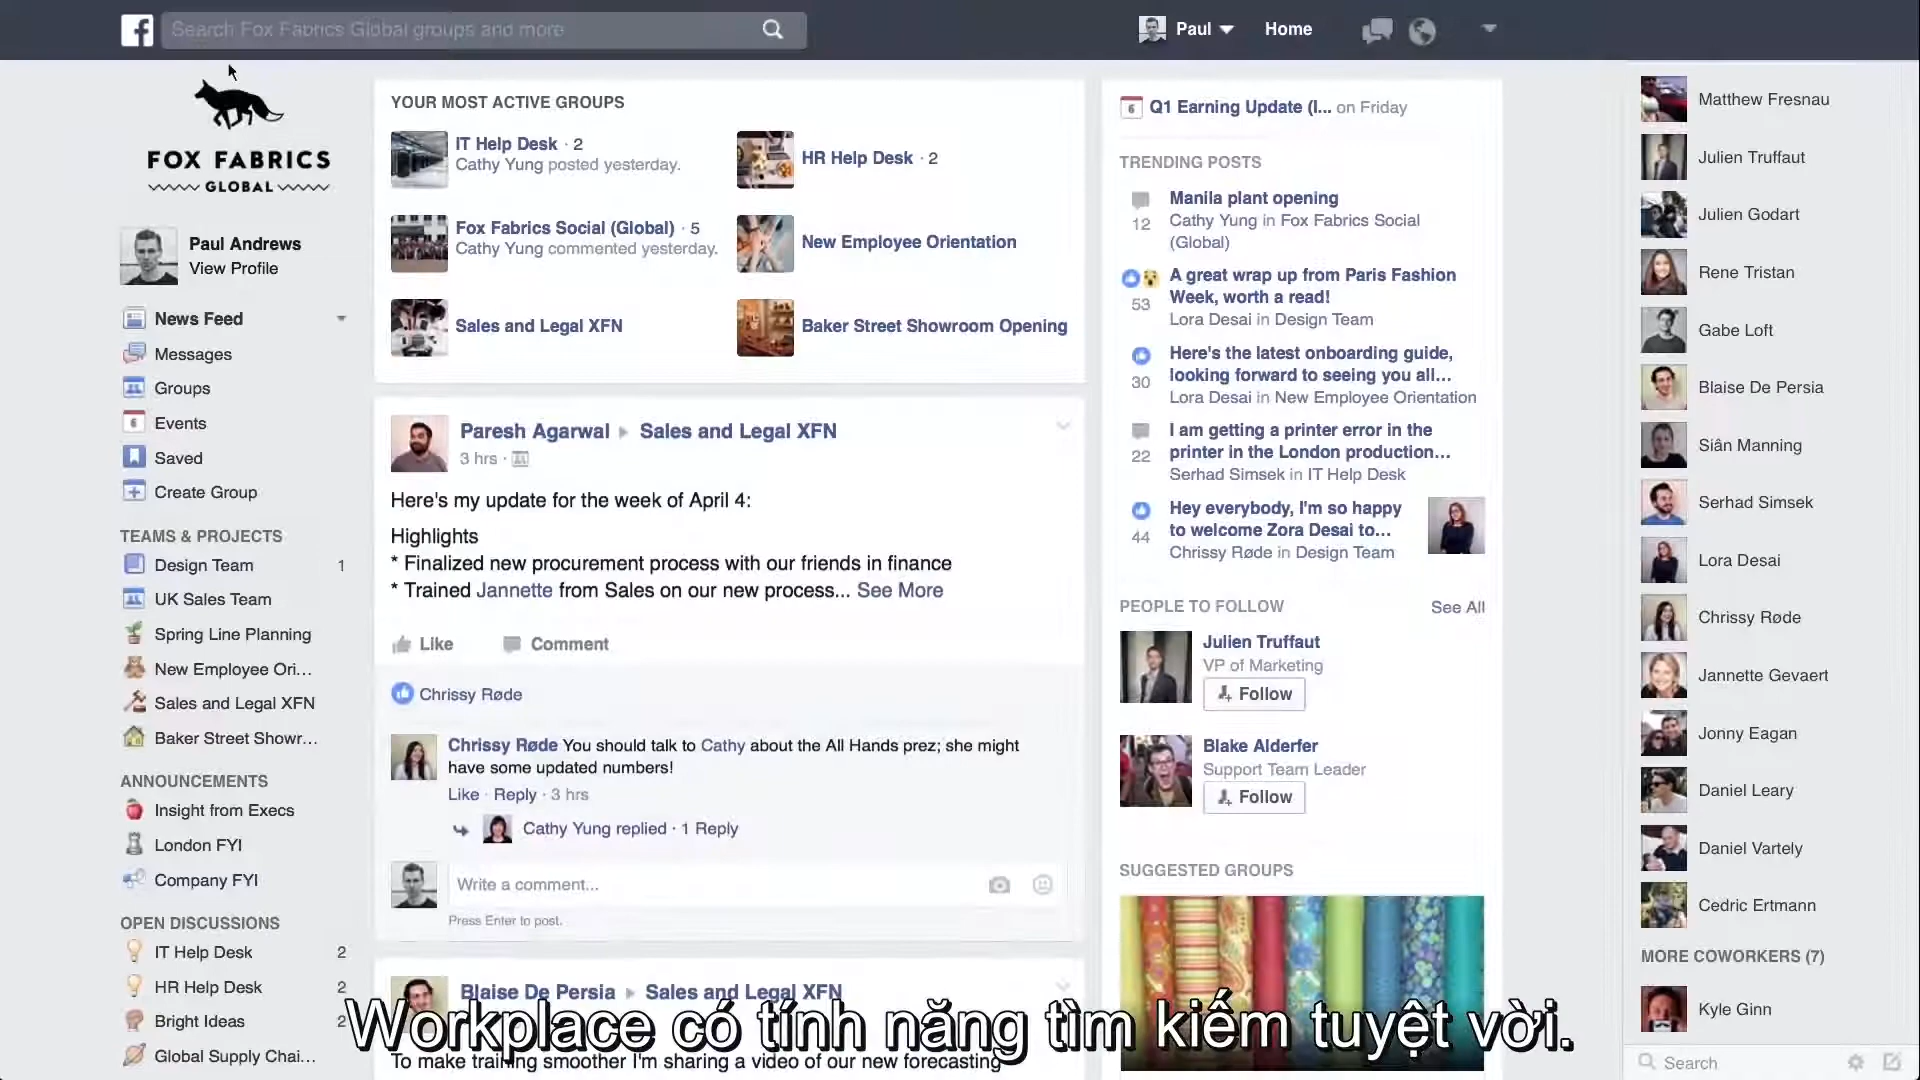 Search Fox Fabrics Global groups and more
Paul
Home
FOX FABRICS
GLOBAL
Paul Andrews
View Profile
News Feed
Messages
Groups
6 Events
Saved
Create Group
TEAMS & PROJECTS
Design Team 1
UK Sales Team
Spring Line Planning
New Employee Ori...
Sales and Legal XFN
Baker Street Showr...
ANNOUNCEMENTS
Insight from Execs
London FYI
Company FYI
OPEN DISCUSSIONS
IT Help Desk 2
HR Help Desk 2
Bright Ideas 2
Global Supply Chai...
YOUR MOST ACTIVE GROUPS
IT Help Desk · 2
Cathy Yung posted yesterday.
HR Help Desk · 2
Fox Fabrics Social (Global) · 5
Cathy Yung commented yesterday.
New Employee Orientation
Sales and Legal XFN
Baker Street Showroom Opening
Paresh Agarwal ▸ Sales and Legal XFN
3 hrs ·
Here's my update for the week of April 4:
Highlights
* Finalized new procurement process with our friends in finance
* Trained Jannette from Sales on our new process... See More
Like Comment
Chrissy Røde
Chrissy Røde You should talk to Cathy about the All Hands prez; she might
have some updated numbers!
Like · Reply · 3 hrs
Cathy Yung replied · 1 Reply
Write a comment...
Press Enter to post.
Blaise De Persia ▸ Sales and Legal XFN
To make training smoother I'm sharing a video of our new forecasting
6 Q1 Earning Update (I... on Friday
TRENDING POSTS
Manila plant opening
12
Cathy Yung in Fox Fabrics Social
(Global)
A great wrap up from Paris Fashion
53
Week, worth a read!
Lora Desai in Design Team
Here's the latest onboarding guide,
30
looking forward to seeing you all...
Lora Desai in New Employee Orientation
I am getting a printer error in the
22
printer in the London production...
Serhad Simsek in IT Help Desk
Hey everybody, I'm so happy
44
to welcome Zora Desai to...
Chrissy Røde in Design Team
PEOPLE TO FOLLOW See All
Julien Truffaut
VP of Marketing
Follow
Blake Alderfer
Support Team Leader
Follow
SUGGESTED GROUPS
Matthew Fresnau
Julien Truffaut
Julien Godart
Rene Tristan
Gabe Loft
Blaise De Persia
Siân Manning
Serhad Simsek
Lora Desai
Chrissy Røde
Jannette Gevaert
Jonny Eagan
Daniel Leary
Daniel Vartely
Cedric Ertmann
MORE COWORKERS (7)
Kyle Ginn
Search
Workplace có tính năng tìm kiếm tuyệt vời.